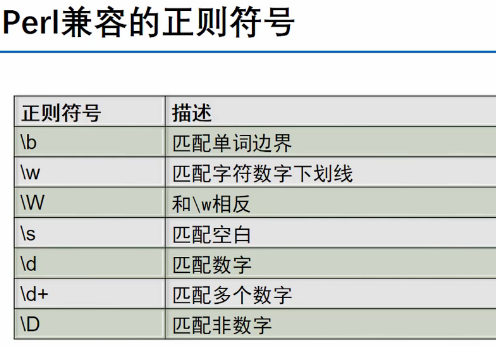 Perl兼容的正则符号
正则符号 描述
\b 匹配单词边界
\w 匹配字符数字下划线
\W 和\w相反
\s 匹配空白
\d 匹配数字
\d+ 匹配多个数字
\D 匹配非数字